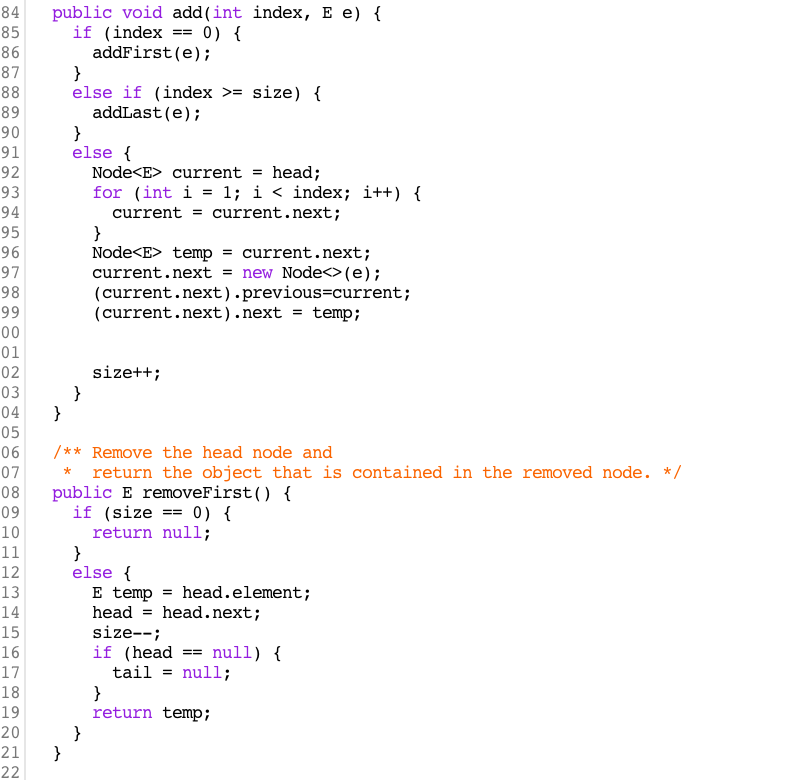 84 public void add(int index, E e) {
85 if (index == 0) {
86 addFirst(e);
87 }
88 else if (index >= size) {
89 addLast(e);
90 }
91 else {
92 Node<E> current = head;
93 for (int i = 1; i < index; i++) {
94 current = current.next;
95 }
96 Node<E> temp = current.next;
97 current.next = new Node<>(e);
98 (current.next).previous=current;
99 (current.next).next = temp;
00
01
02 size++;
03 }
04 }
05
06 /** Remove the head node and
07 * return the object that is contained in the removed node. */
08 public E removeFirst() {
09 if (size == 0) {
10 return null;
11 }
12 else {
13 E temp = head.element;
14 head = head.next;
15 size--;
16 if (head == null) {
17 tail = null;
18 }
19 return temp;
20 }
21 }
22